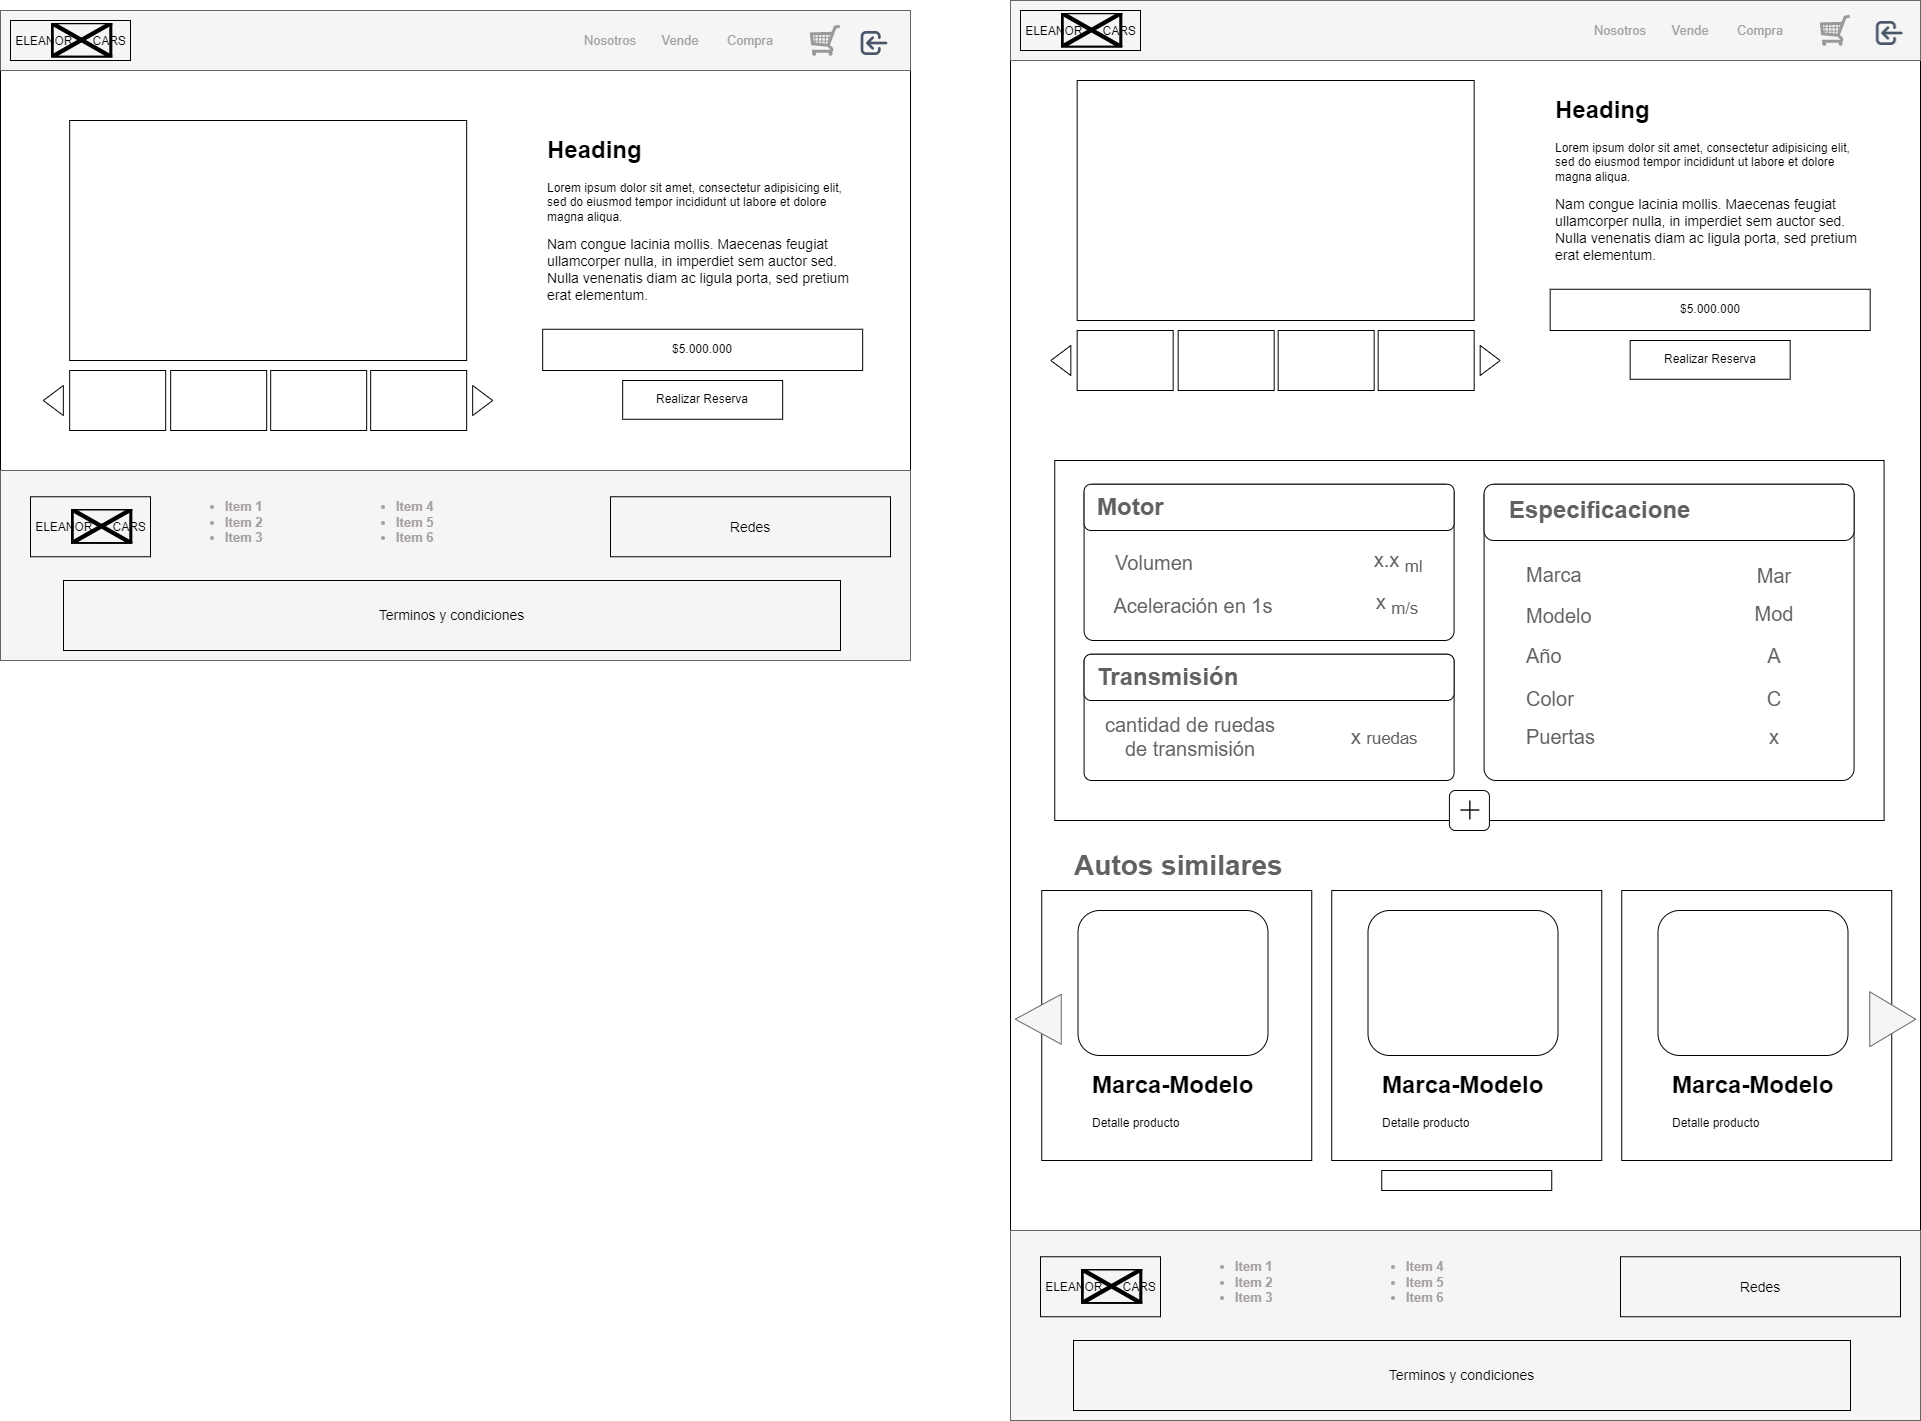 ELEANOR CARS
Nosotros Vende Compra
Heading
Lorem ipsum dolor sit amet, consectetur adipisicing elit,
sed do eiusmod tempor incididunt ut labore et dolore
magna aliqua.
Nam congue lacinia mollis. Maecenas feugiat
ullamcorper nulla, in imperdiet sem auctor sed.
Nulla venenatis diam ac ligula porta, sed pretium
erat elementum.
$5.000.000
Realizar Reserva
ELEANOR CARS
Item 1
Item 2
Item 3
Item 4
Item 5
Item 6
Redes
Terminos y condiciones
ELEANOR CARS
Nosotros Vende Compra
Heading
Lorem ipsum dolor sit amet, consectetur adipisicing elit,
sed do eiusmod tempor incididunt ut labore et dolore
magna aliqua.
Nam congue lacinia mollis. Maecenas feugiat
ullamcorper nulla, in imperdiet sem auctor sed.
Nulla venenatis diam ac ligula porta, sed pretium
erat elementum.
$5.000.000
Realizar Reserva
Motor
Volumen x.x ml
Aceleración en 1s x m/s
Transmisión
cantidad de ruedas
de transmisión
x ruedas
Especificacione
Marca Mar
Modelo Mod
Año A
Color C
Puertas x
Autos similares
Marca-Modelo
Detalle producto
Marca-Modelo
Detalle producto
Marca-Modelo
Detalle producto
ELEANOR CARS
Item 1
Item 2
Item 3
Item 4
Item 5
Item 6
Redes
Terminos y condiciones